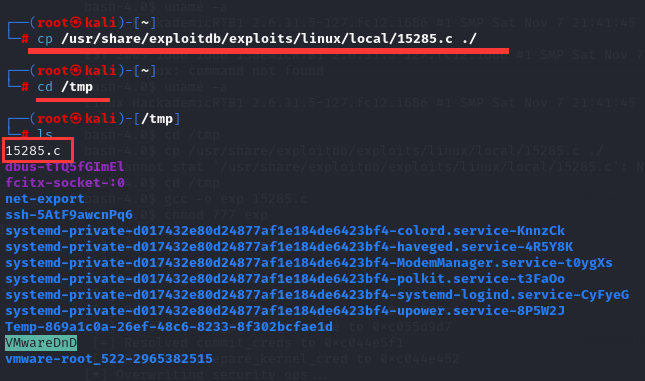 ┌──(root㉿kali)-[~]
└─# cp /usr/share/exploitdb/exploits/linux/local/15285.c ./
┌──(root㉿kali)-[~]
└─# cd /tmp
┌──(root㉿kali)-[/tmp]
└─# ls
15285.c
dbus-tTQ5fGImEl
fcitx-socket-:0
net-export
ssh-5AtF9awcnPq6
systemd-private-d017432e80d24877af1e184de6423bf4-colord.service-KnnzCk
systemd-private-d017432e80d24877af1e184de6423bf4-haveged.service-4R5Y8K
systemd-private-d017432e80d24877af1e184de6423bf4-ModemManager.service-t0ygXs
systemd-private-d017432e80d24877af1e184de6423bf4-polkit.service-t3FaOo
systemd-private-d017432e80d24877af1e184de6423bf4-systemd-logind.service-CyFyeG
systemd-private-d017432e80d24877af1e184de6423bf4-upower.service-8P5W2J
Temp-869a1c0a-26ef-48c6-8233-8f302bcfae1d
VMwareDnD
vmware-root_522-2965382515